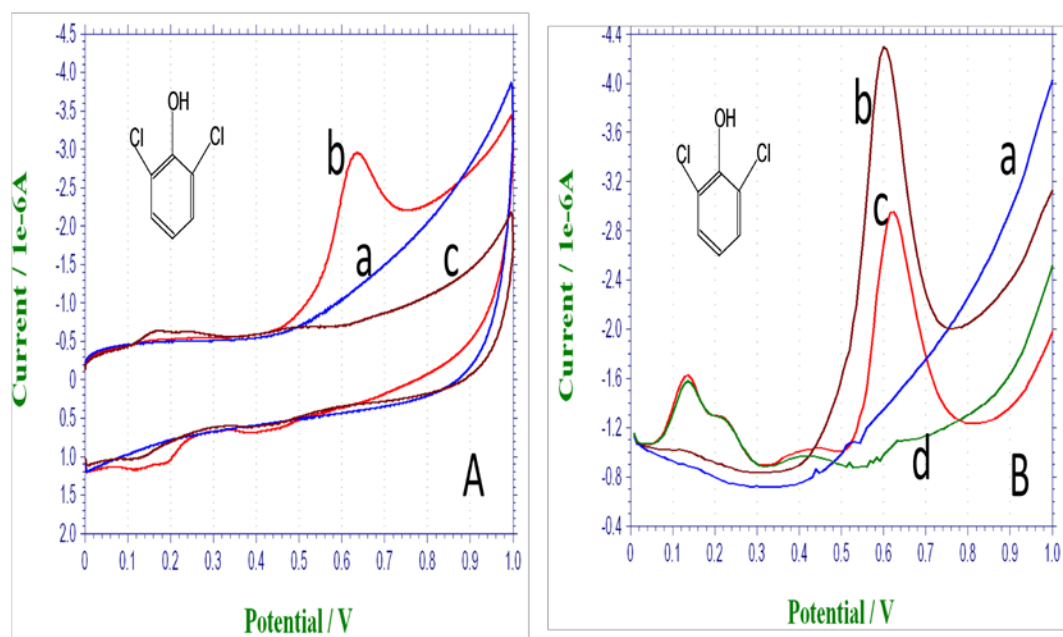 -4.5
-4.0
-3.5
-3.0
-2.5
-2.0
-1.5
-1.0
-0.5
0
0.5
1.0
1.5
2.0
Current / 1e-6A
OH
Cl
Cl
b
a
c
A
0 0.1 0.2 0.3 0.4 0.5 0.6 0.7 0.8 0.9 1.0
Potential / V
-4.4
-4.0
-3.6
-3.2
-2.8
-2.4
-2.0
-1.6
-1.2
-0.8
-0.4
Current / 1e-6A
OH
Cl
Cl
b
a
c
d
B
0 0.1 0.2 0.3 0.4 0.5 0.6 0.7 0.8 0.9 1.0
Potential / V